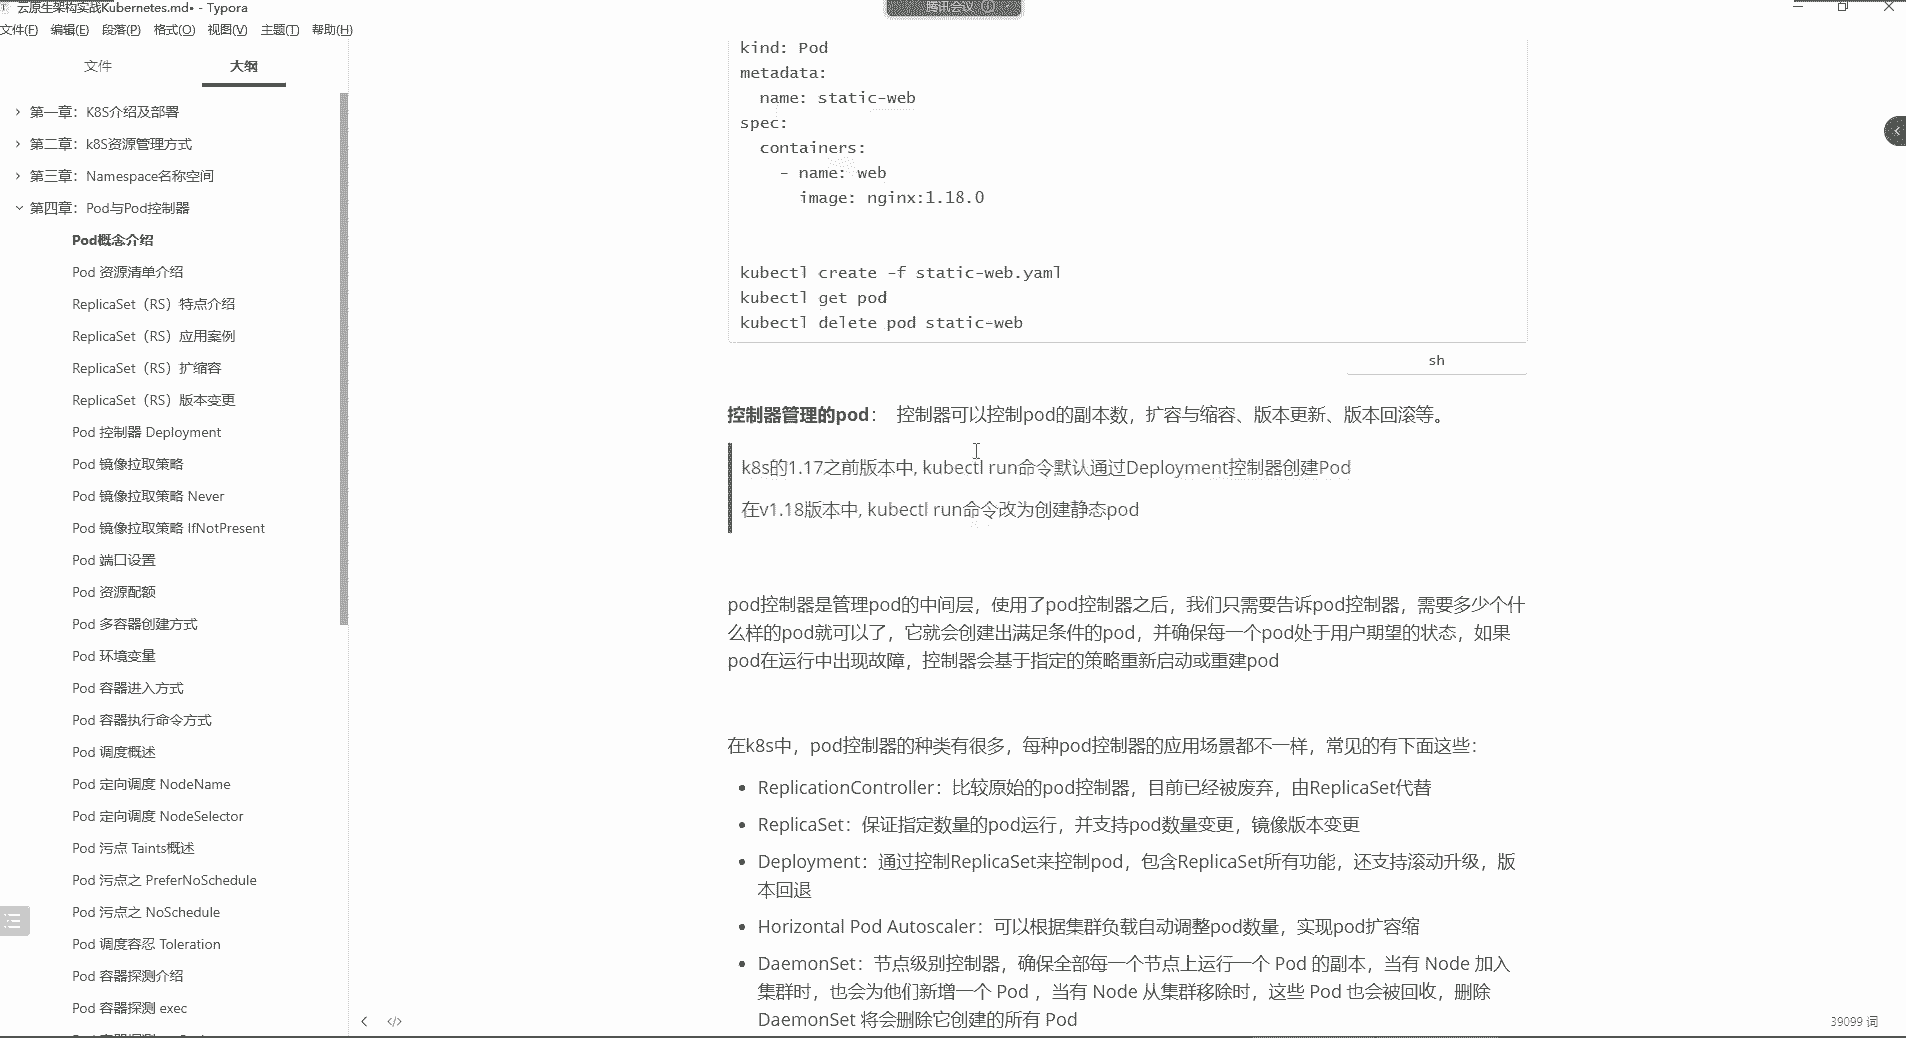 云原生架构实战Kubernetes.md• - Typora
腾讯会议
文件(F) 编辑(E) 段落(P) 格式(O) 视图(V) 主题(T) 帮助(H)
文件 大纲
第一章：K8S介绍及部署
第二章：k8S资源管理方式
第三章：Namespace名称空间
第四章：Pod与Pod控制器
Pod概念介绍
Pod 资源清单介绍
ReplicaSet（RS）特点介绍
ReplicaSet（RS）应用案例
ReplicaSet（RS）扩缩容
ReplicaSet（RS）版本变更
Pod 控制器 Deployment
Pod 镜像拉取策略
Pod 镜像拉取策略 Never
Pod 镜像拉取策略 IfNotPresent
Pod 端口设置
Pod 资源配额
Pod 多容器创建方式
Pod 环境变量
Pod 容器进入方式
Pod 容器执行命令方式
Pod 调度概述
Pod 定向调度 NodeName
Pod 定向调度 NodeSelector
Pod 污点 Taints概述
Pod 污点之 PreferNoSchedule
Pod 污点之 NoSchedule
Pod 调度容忍 Toleration
Pod 容器探测介绍
Pod 容器探测 exec
kind: Pod
metadata:
  name: static-web
spec:
  containers:
    - name: web
      image: nginx:1.18.0
kubectl create -f static-web.yaml
kubectl get pod
kubectl delete pod static-web
sh
控制器管理的pod： 控制器可以控制pod的副本数，扩容与缩容、版本更新、版本回滚等。
k8s的1.17之前版本中, kubectl run命令默认通过Deployment控制器创建Pod
在v1.18版本中, kubectl run命令改为创建静态pod
pod控制器是管理pod的中间层，使用了pod控制器之后，我们只需要告诉pod控制器，需要多少个什
么样的pod就可以了，它就会创建出满足条件的pod，并确保每一个pod处于用户期望的状态，如果
pod在运行中出现故障，控制器会基于指定的策略重新启动或重建pod
在k8s中，pod控制器的种类有很多，每种pod控制器的应用场景都不一样，常见的有下面这些：
• ReplicationController：比较原始的pod控制器，目前已经被废弃，由ReplicaSet代替
• ReplicaSet：保证指定数量的pod运行，并支持pod数量变更，镜像版本变更
• Deployment：通过控制ReplicaSet来控制pod，包含ReplicaSet所有功能，还支持滚动升级，版
本回退
• Horizontal Pod Autoscaler：可以根据集群负载自动调整pod数量，实现pod扩容缩
• DaemonSet：节点级别控制器，确保全部每一个节点上运行一个 Pod 的副本，当有 Node 加入
集群时，也会为他们新增一个 Pod ，当有 Node 从集群移除时，这些 Pod 也会被回收，删除
DaemonSet 将会删除它创建的所有 Pod
39099 词